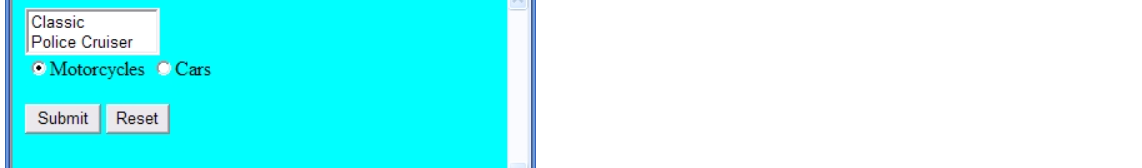 Classic
Police Cruiser
Motorcycles Cars
Submit Reset